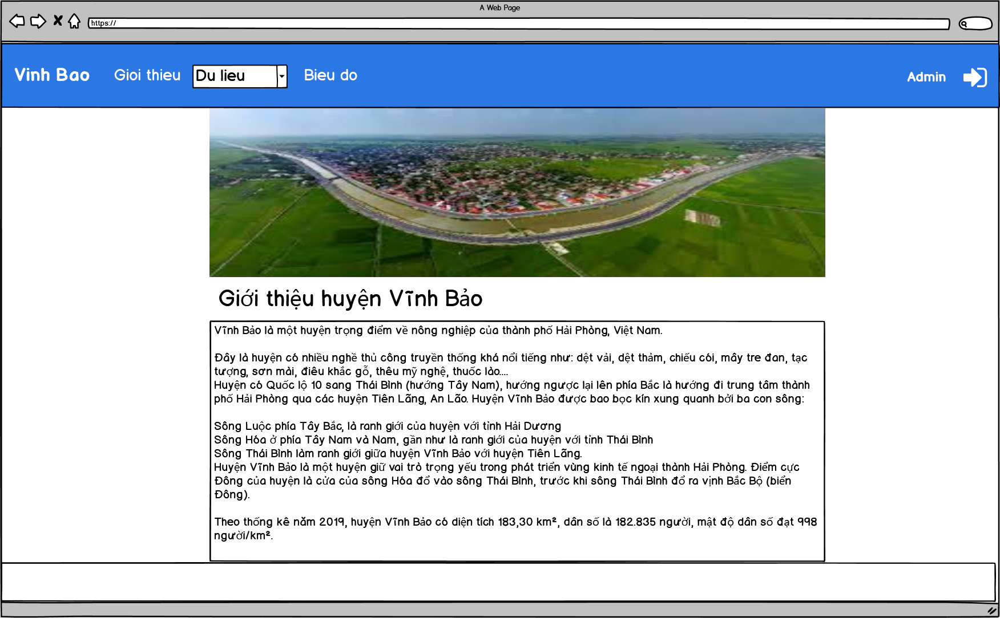 A Web Page
https://
Vinh Bao
Gioi thieu
Du lieu
Bieu do
Admin
Giới thiệu huyện Vĩnh Bảo
Vĩnh Bảo là một huyện trọng điểm về nông nghiệp của thành phố Hải Phòng, Việt Nam.
Đây là huyện có nhiều nghề thủ công truyền thống khá nổi tiếng như: dệt vải, dệt thảm, chiếu cói, mây tre đan, tạc
tượng, sơn mài, điêu khắc gỗ, thêu mỹ nghệ, thuốc lào....
Huyện có Quốc lộ 10 sang Thái Bình (hướng Tây Nam), hướng ngược lại lên phía Bắc là hướng đi trung tâm thành
phố Hải Phòng qua các huyện Tiên Lãng, An Lão. Huyện Vĩnh Bảo được bao bọc kín xung quanh bởi ba con sông:
Sông Luộc phía Tây Bắc, là ranh giới của huyện với tỉnh Hải Dương
Sông Hóa ở phía Tây Nam và Nam, gần như là ranh giới của huyện với tỉnh Thái Bình
Sông Thái Bình làm ranh giới giữa huyện Vĩnh Bảo với huyện Tiên Lãng.
Huyện Vĩnh Bảo là một huyện giữ vai trò trọng yếu trong phát triển vùng kinh tế ngoại thành Hải Phòng. Điểm cực
Đông của huyện là cửa của sông Hóa đổ vào sông Thái Bình, trước khi sông Thái Bình đổ ra vịnh Bắc Bộ (biển
Đông).
Theo thống kê năm 2019, huyện Vĩnh Bảo có diện tích 183,30 km², dân số là 182.835 người, mật độ dân số đạt 998
người/km².